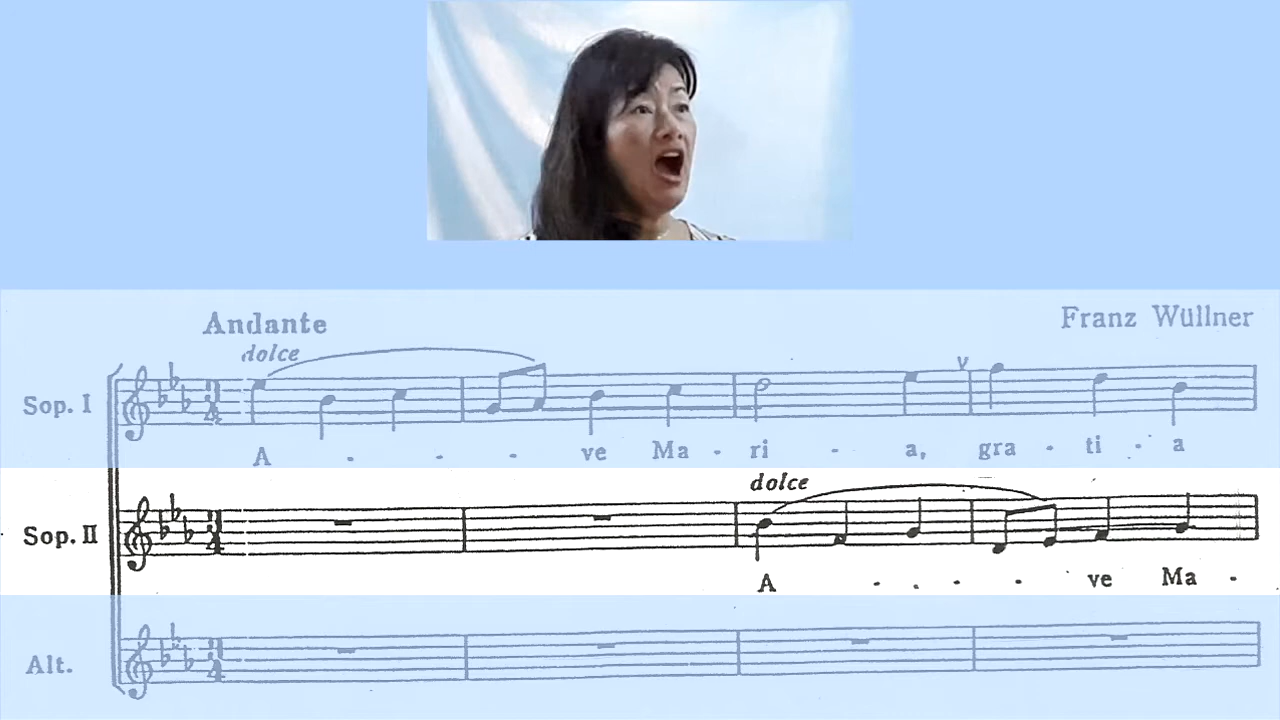 Andante
Franz Wüllner
dolce
Sop. I
A - - - ve Ma - ri - a, gra - ti - a
dolce
Sop. II
A - - - - ve Ma -
Alt.